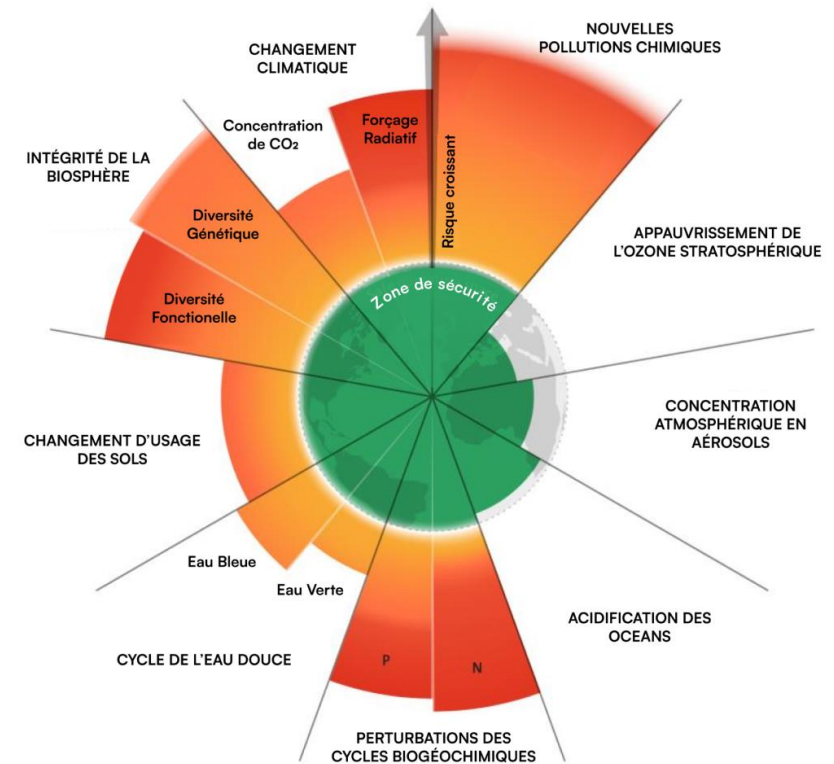 NOUVELLES
POLLUTIONS CHIMIQUES
CHANGEMENT
CLIMATIQUE
Concentration
de CO₂
Forçage
Radiatif
Risque croissant
INTÉGRITÉ DE LA
BIOSPHÈRE
Diversité
Génétique
APPAUVRISSEMENT DE
L'OZONE STRATOSPHÉRIQUE
Diversité
Fonctionelle
Zone de sécurité
CONCENTRATION
ATMOSPHÉRIQUE EN
AÉROSOLS
CHANGEMENT D'USAGE
DES SOLS
Eau Bleue
Eau Verte
ACIDIFICATION DES
OCEANS
CYCLE DE L'EAU DOUCE
P
N
PERTURBATIONS DES
CYCLES BIOGÉOCHIMIQUES